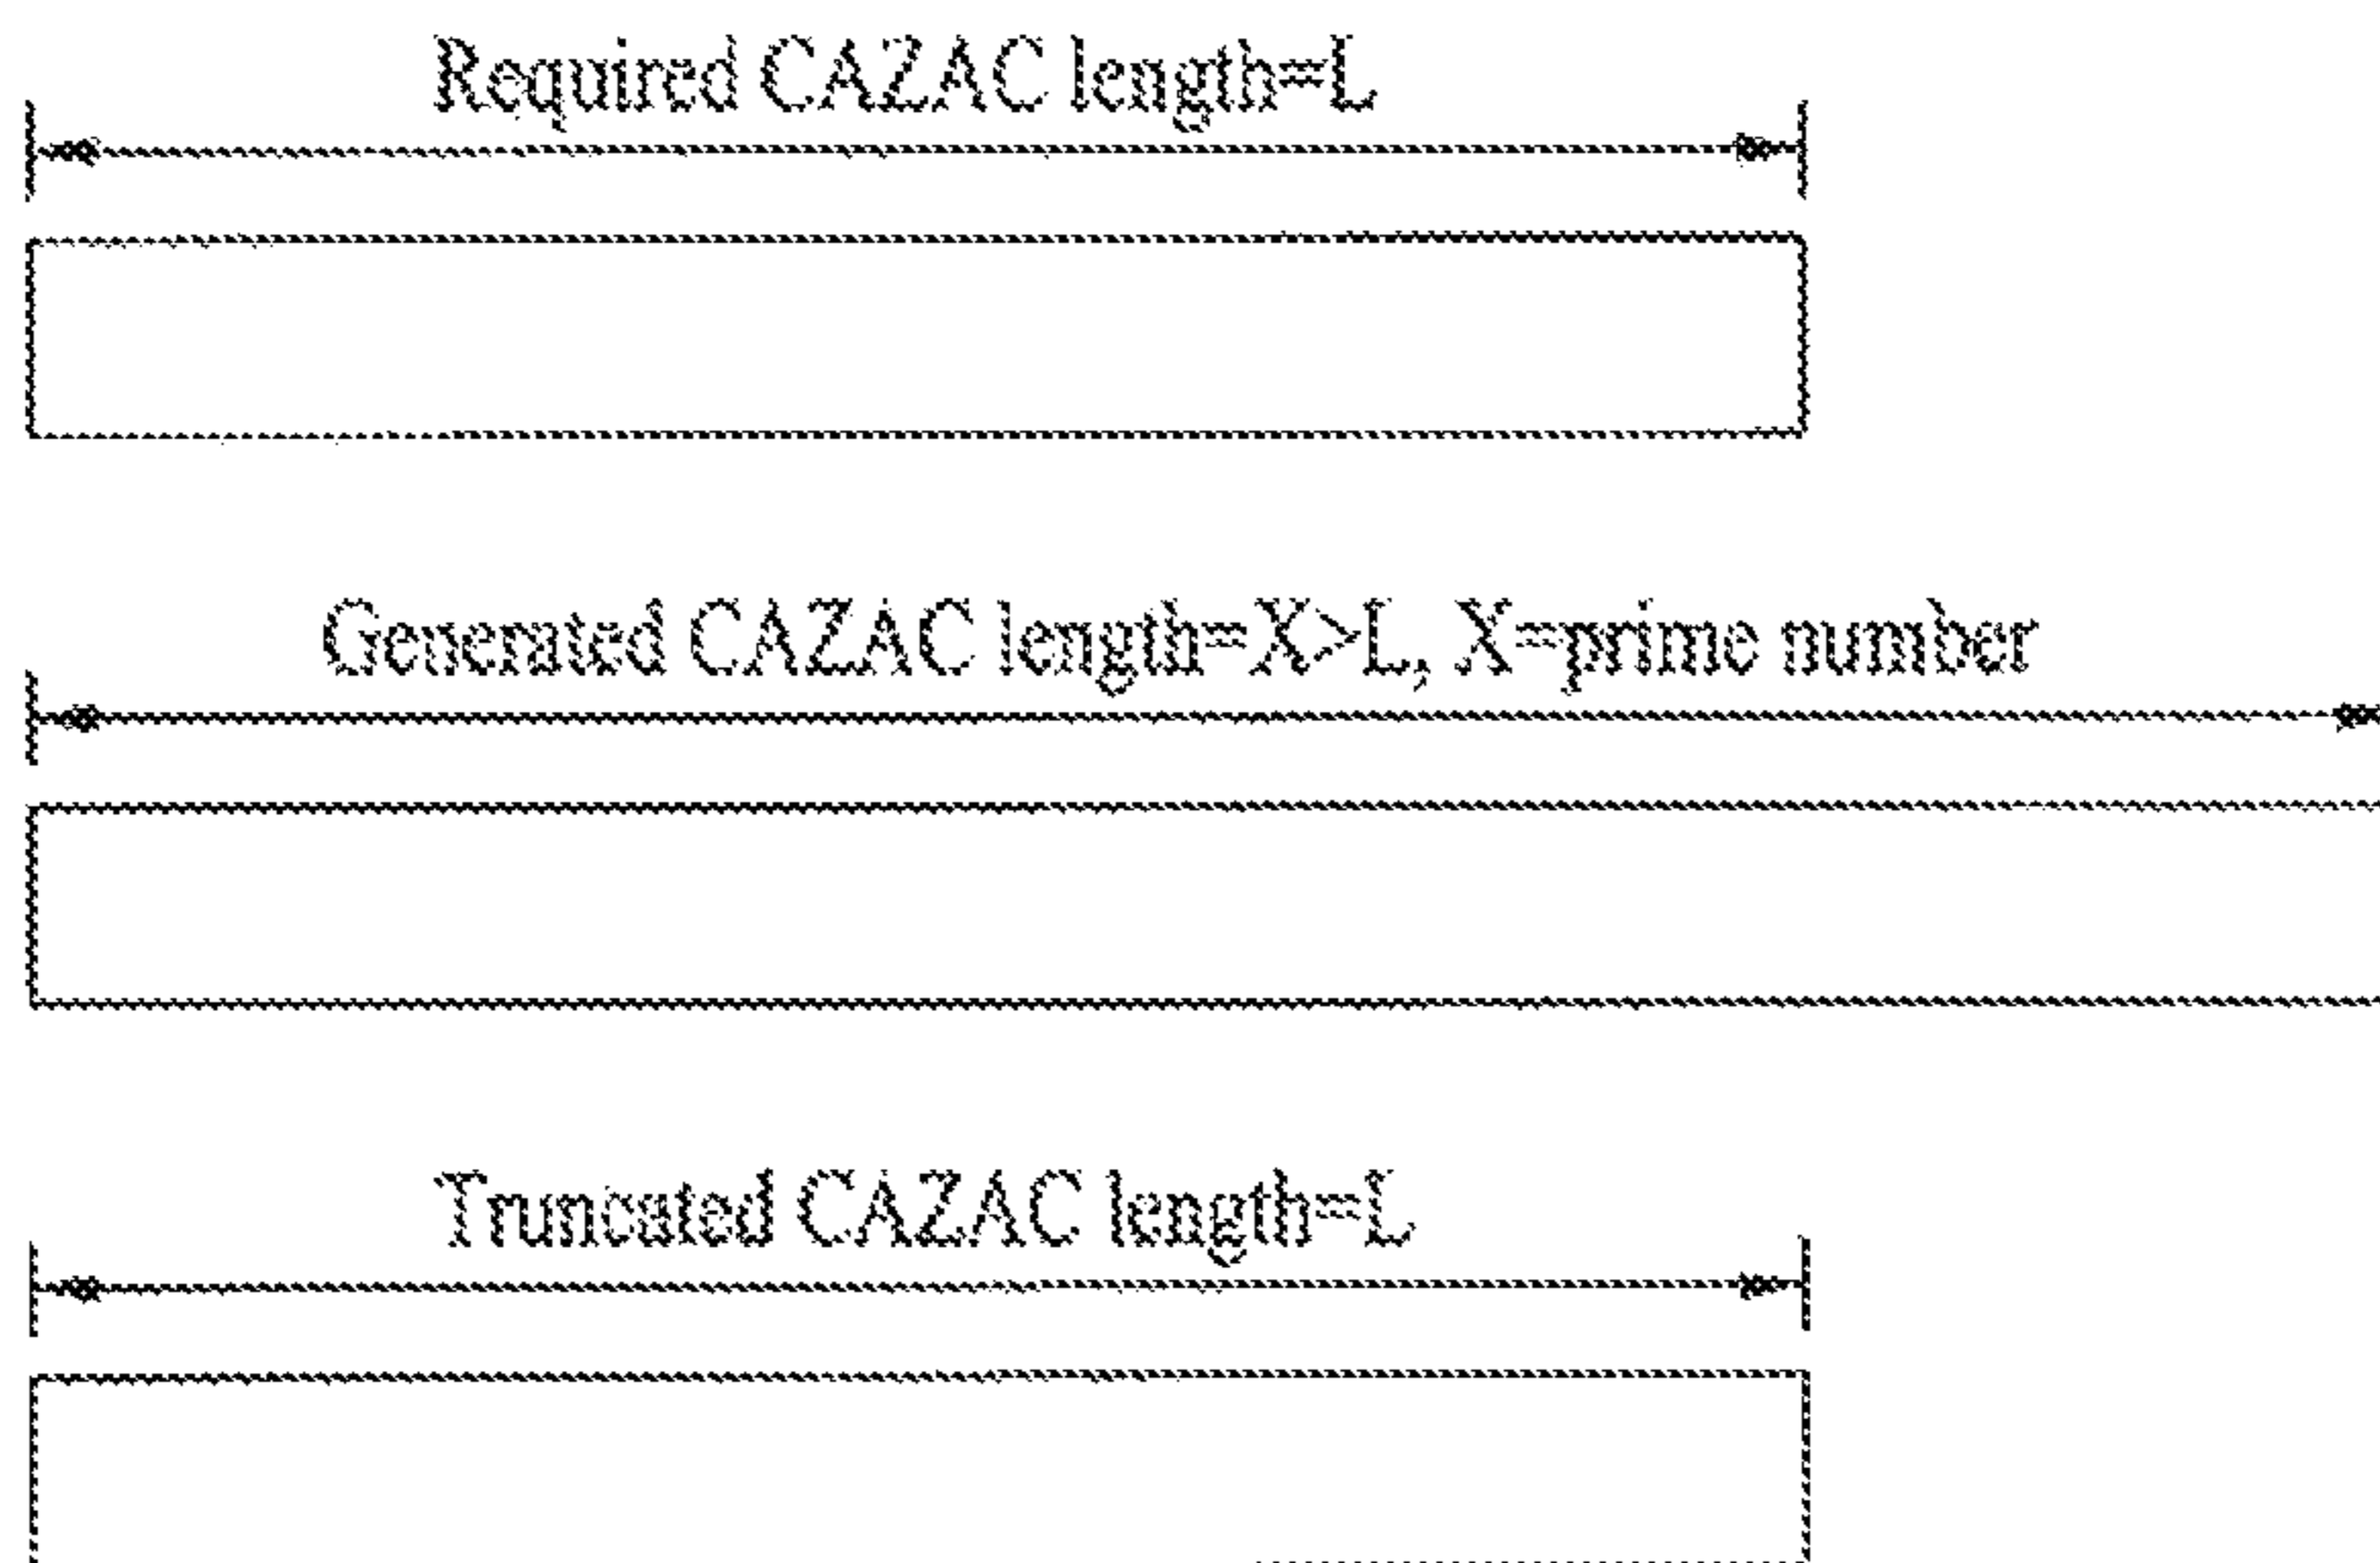 Required CAZAC length=L
Generated CAZAC length=X>L, X=prime number
Truncated CAZAC length=L